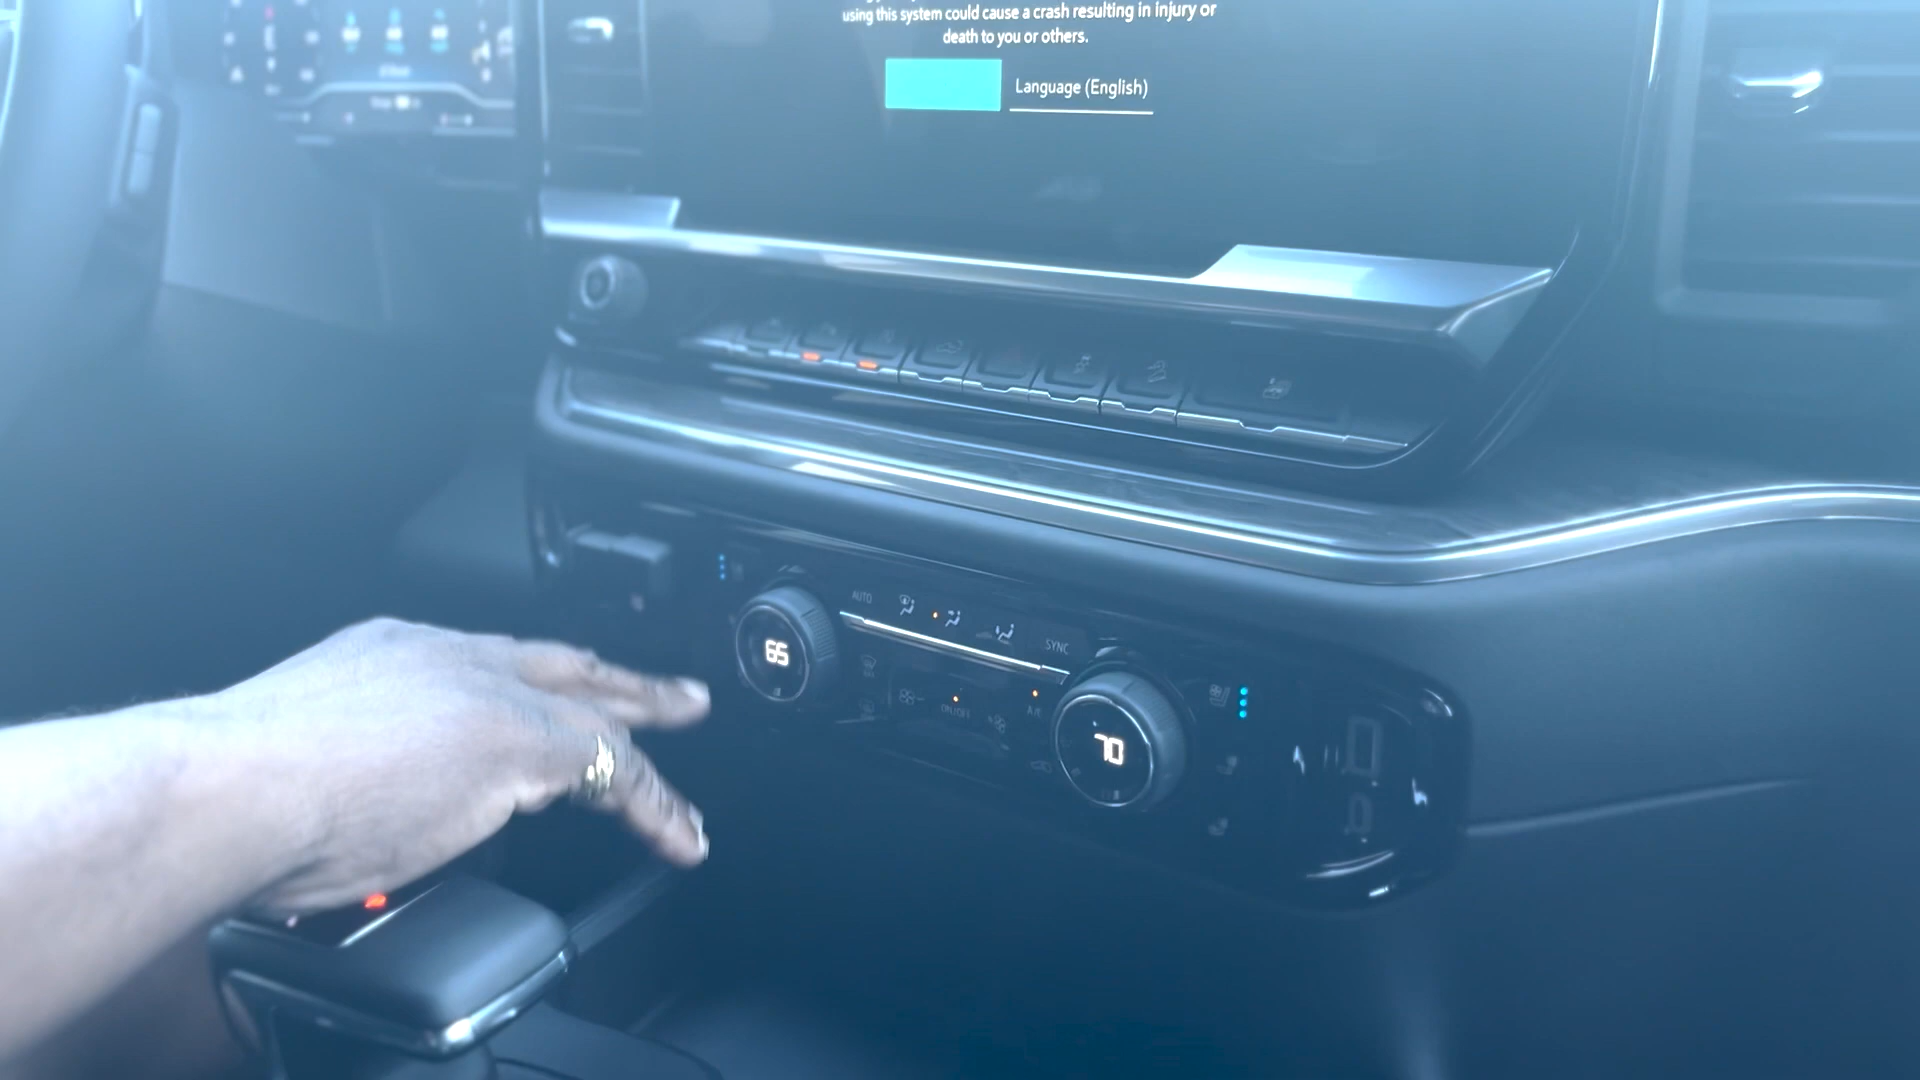 using this system could cause a crash resulting in injury or
death to you or others.
Language (English)
AUTO
SYNC
65
ON/OFF
A/C
70